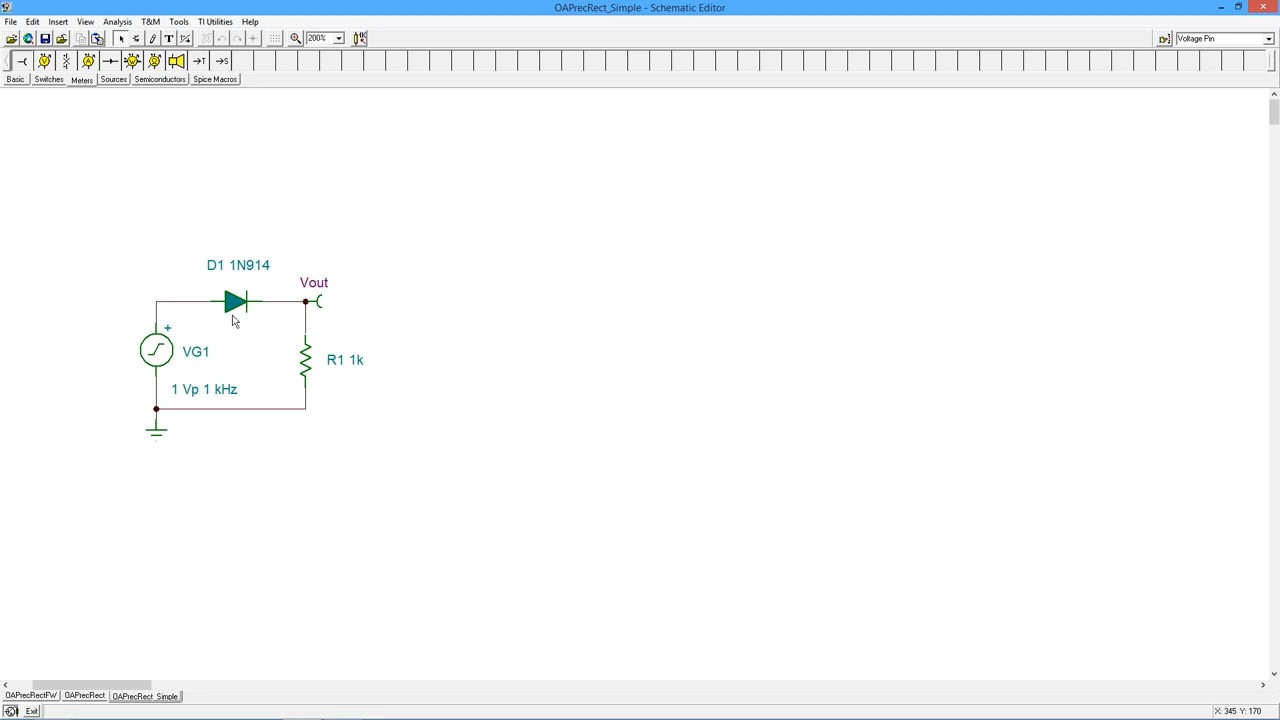 OAPrecRect_Simple - Schematic Editor
File Edit Insert View Analysis T&M Tools TI Utilities Help
200%
Voltage Pin
Basic Switches Meters Sources Semiconductors Spice Macros
D1 1N914
Vout
+
VG1
R1 1k
1 Vp 1 kHz
OAPrecRectFW OAPrecRect OAPrecRect_Simple
Exit X: 345 Y: 170